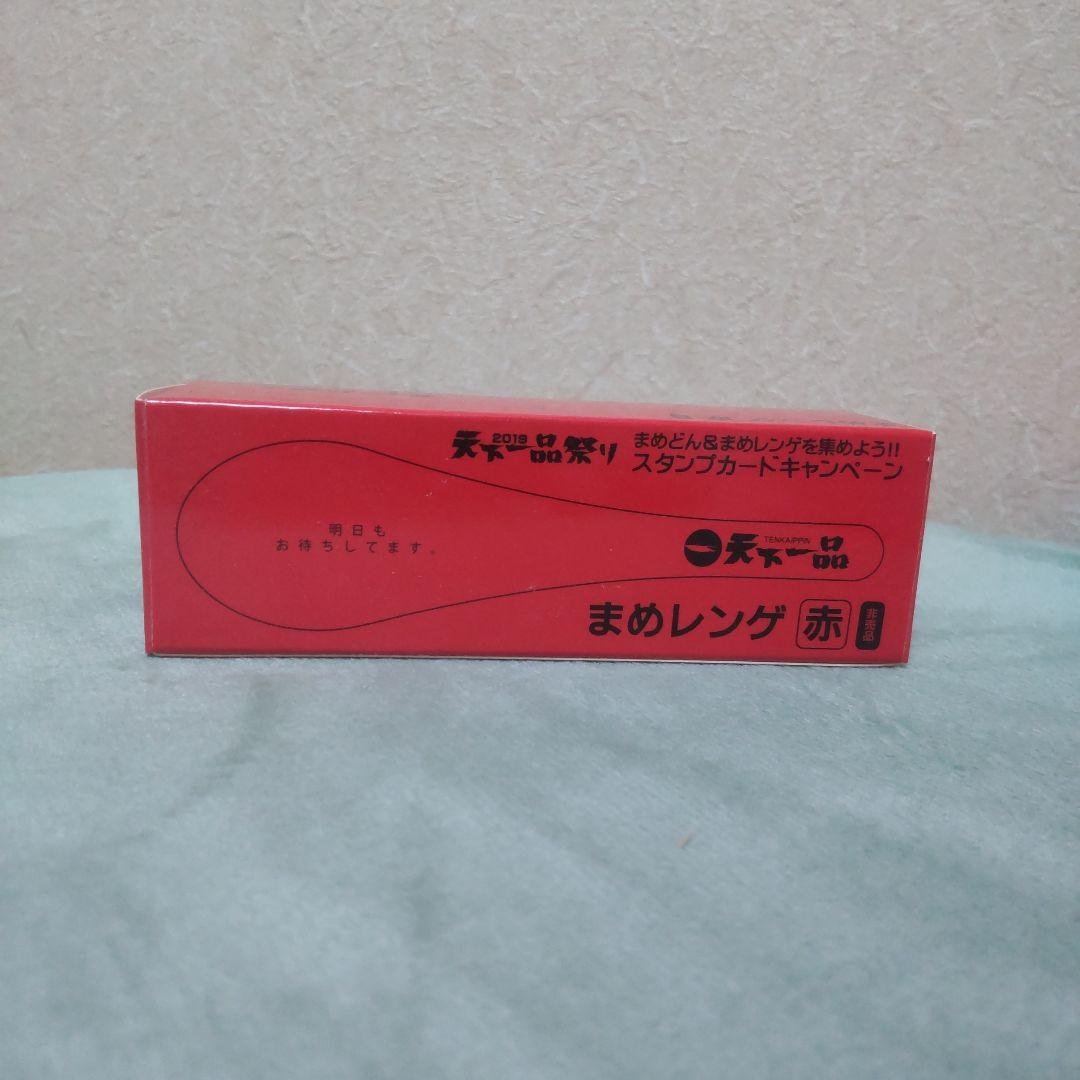 2019
天下一品祭り
まめどん&まめレンゲを集めよう!!
スタンプカードキャンペーン
明日も
お待ちしてます。
TENKAIPPIN
天下一品
まめレンゲ 赤 非売品